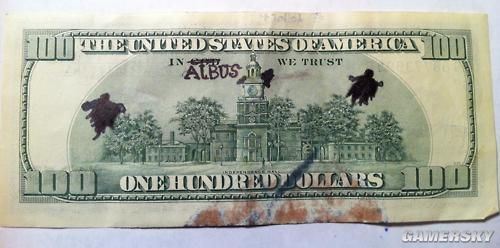 100 THE UNITED STATES OF AMERICA 100
IN GOD WE TRUST
ALBUS
INDEPENDENCE HALL
100 ONE HUNDRED DOLLARS 100
GAMERSKY